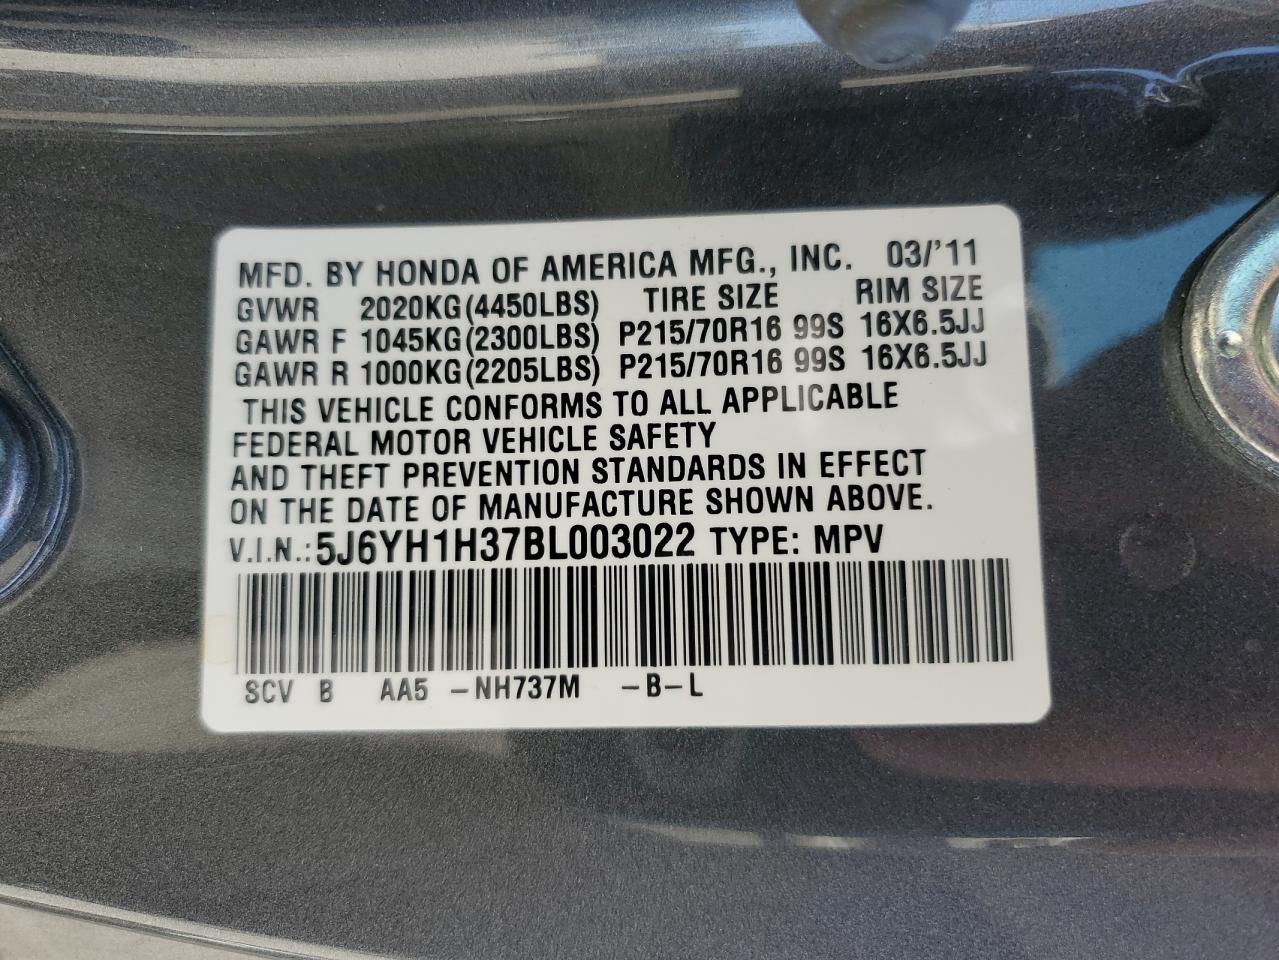 MFD. BY HONDA OF AMERICA MFG., INC. 03/'11
GVWR 2020KG(4450LBS) TIRE SIZE RIM SIZE
GAWR F 1045KG(2300LBS) P215/70R16 99S 16X6.5JJ
GAWR R 1000KG(2205LBS) P215/70R16 99S 16X6.5JJ
THIS VEHICLE CONFORMS TO ALL APPLICABLE
FEDERAL MOTOR VEHICLE SAFETY
AND THEFT PREVENTION STANDARDS IN EFFECT
ON THE DATE OF MANUFACTURE SHOWN ABOVE.
V.I.N.: 5J6YH1H37BL003022 TYPE: MPV
SCV B AA5 -NH737M -B-L